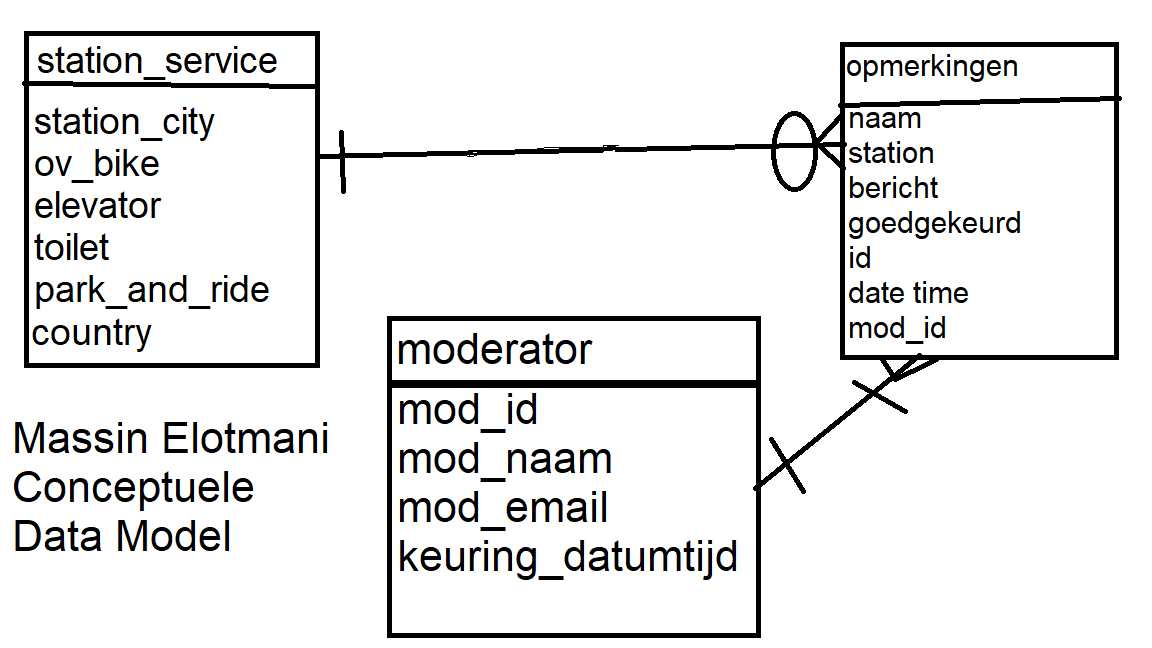 station_service
station_city
ov_bike
elevator
toilet
park_and_ride
country
opmerkingen
naam
station
bericht
goedgekeurd
id
date time
mod_id
moderator
mod_id
mod_naam
mod_email
keuring_datumtijd
Massin Elotmani
Conceptuele
Data Model